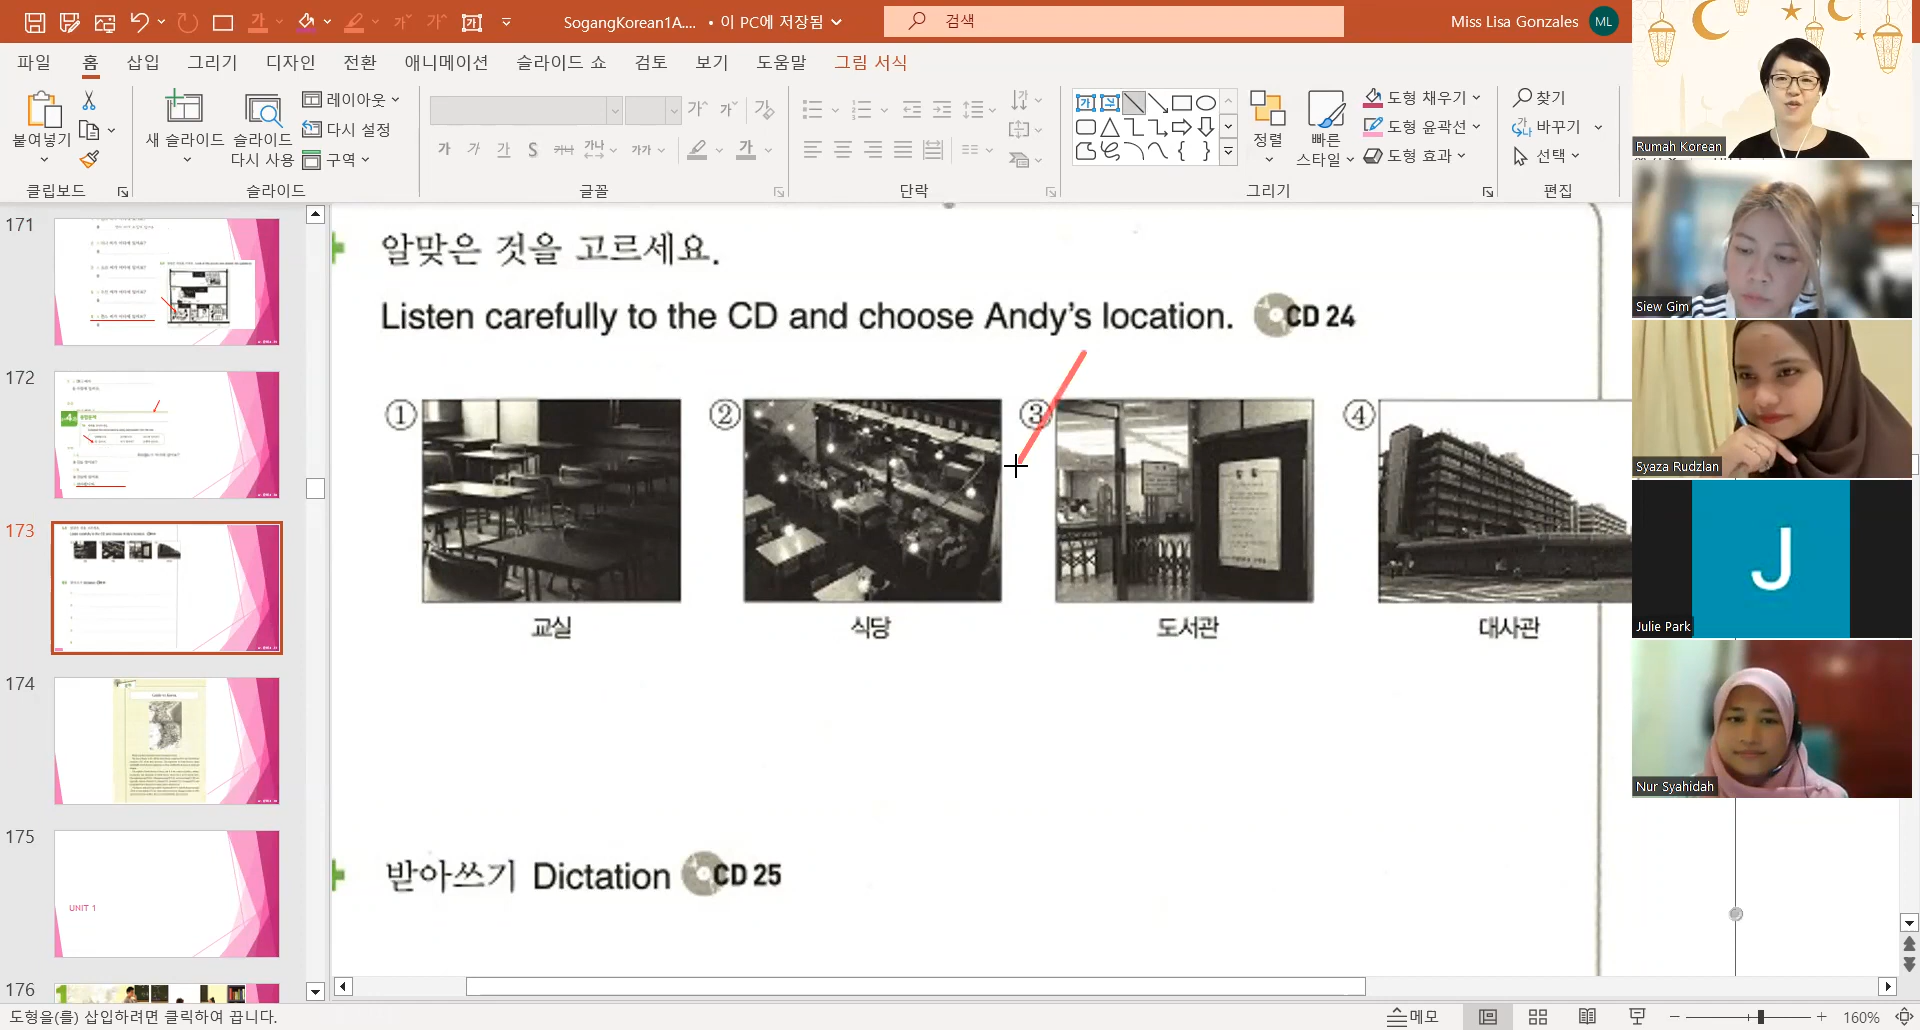 SogangKorean1A.... • 이 PC에 저장됨
검색
Miss Lisa Gonzales ML
파일 홈 삽입 그리기 디자인 전환 애니메이션 슬라이드 쇼 검토 보기 도움말 그림 서식
붙여넣기
클립보드
새 슬라이드
슬라이드 다시 사용
레이아웃
다시 설정
구역
슬라이드
글꼴
단락
정렬
빠른 스타일
도형 채우기
도형 윤곽선
도형 효과
그리기
찾기
바꾸기
선택
편집
171
172
173
174
175
UNIT 1
176
알맞은 것을 고르세요.
Listen carefully to the CD and choose Andy's location. CD 24
① ② ③ ④
교실 식당 도서관 대사관
받아쓰기 Dictation CD 25
Rumah Korean
Siew Gim
Syaza Rudzlan
J
Julie Park
Nur Syahidah
도형을(를) 삽입하려면 클릭하여 끕니다.
메모
160%